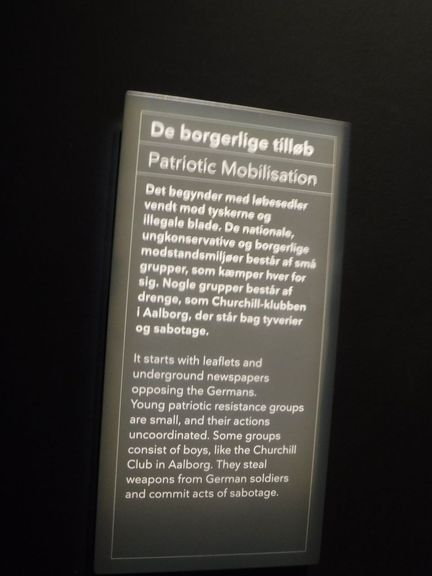 De borgerlige tilløb
Patriotic Mobilisation
Det begynder med løbesedler
vendt mod tyskerne og
illegale blade. De nationale,
ungkonservative og borgerlige
modstandsmiljøer består af små
grupper, som kæmper hver for
sig. Nogle grupper består af
drenge, som Churchill-klubben
i Aalborg, der står bag tyverier
og sabotage.
It starts with leaflets and
underground newspapers
opposing the Germans.
Young patriotic resistance groups
are small, and their actions
uncoordinated. Some groups
consist of boys, like the Churchill
Club in Aalborg. They steal
weapons from German soldiers
and commit acts of sabotage.